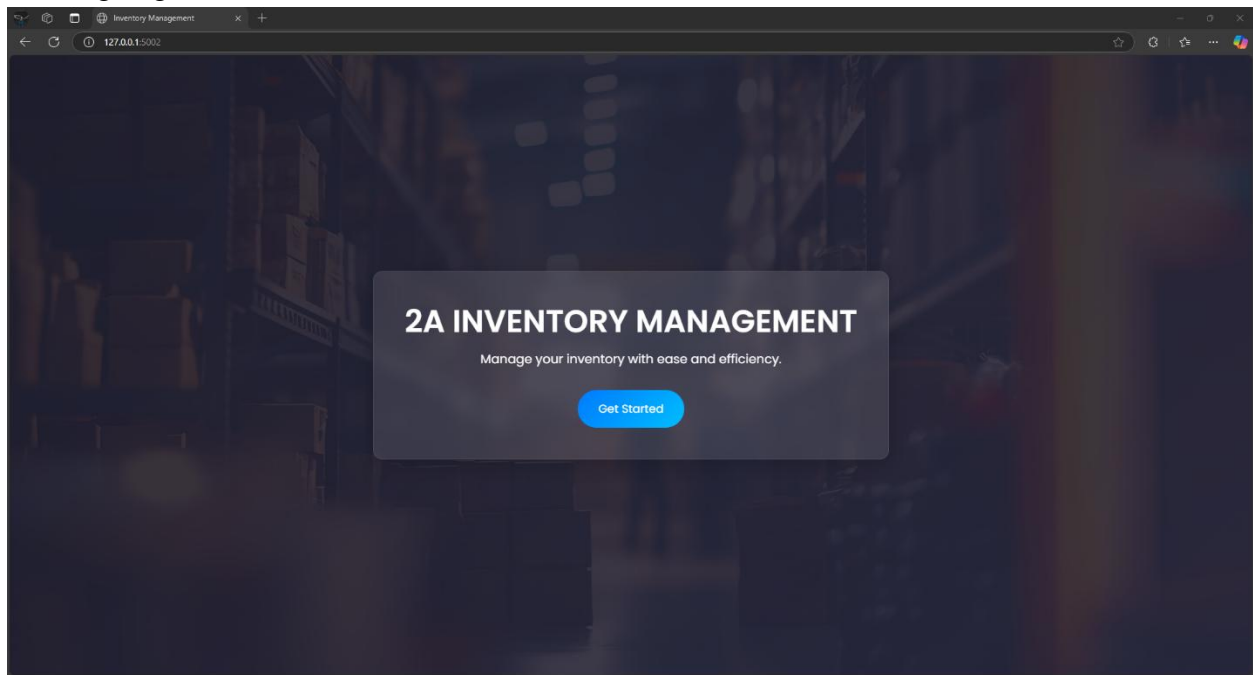 Inventory Management
127.0.0.1:5002
2A INVENTORY MANAGEMENT
Manage your inventory with ease and efficiency.
Get Started